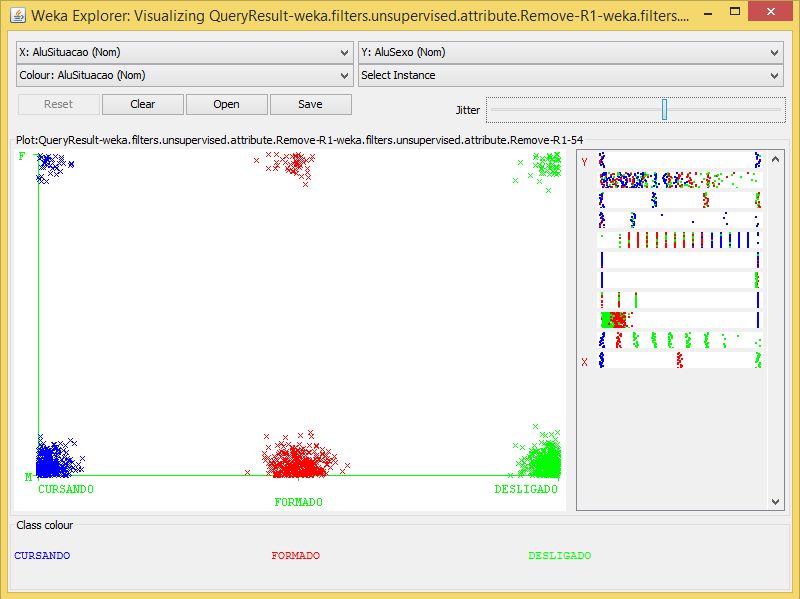 Weka Explorer: Visualizing QueryResult-weka.filters.unsupervised.attribute.Remove-R1-weka.filters....
X: AluSituacao (Nom) Y: AluSexo (Nom)
Colour: AluSituacao (Nom) Select Instance
Reset Clear Open Save Jitter
Plot:QueryResult-weka.filters.unsupervised.attribute.Remove-R1-weka.filters.unsupervised.attribute.Remove-R1-54
F
Y
X
M
CURSANDO FORMADO DESLIGADO
Class colour
CURSANDO FORMADO DESLIGADO